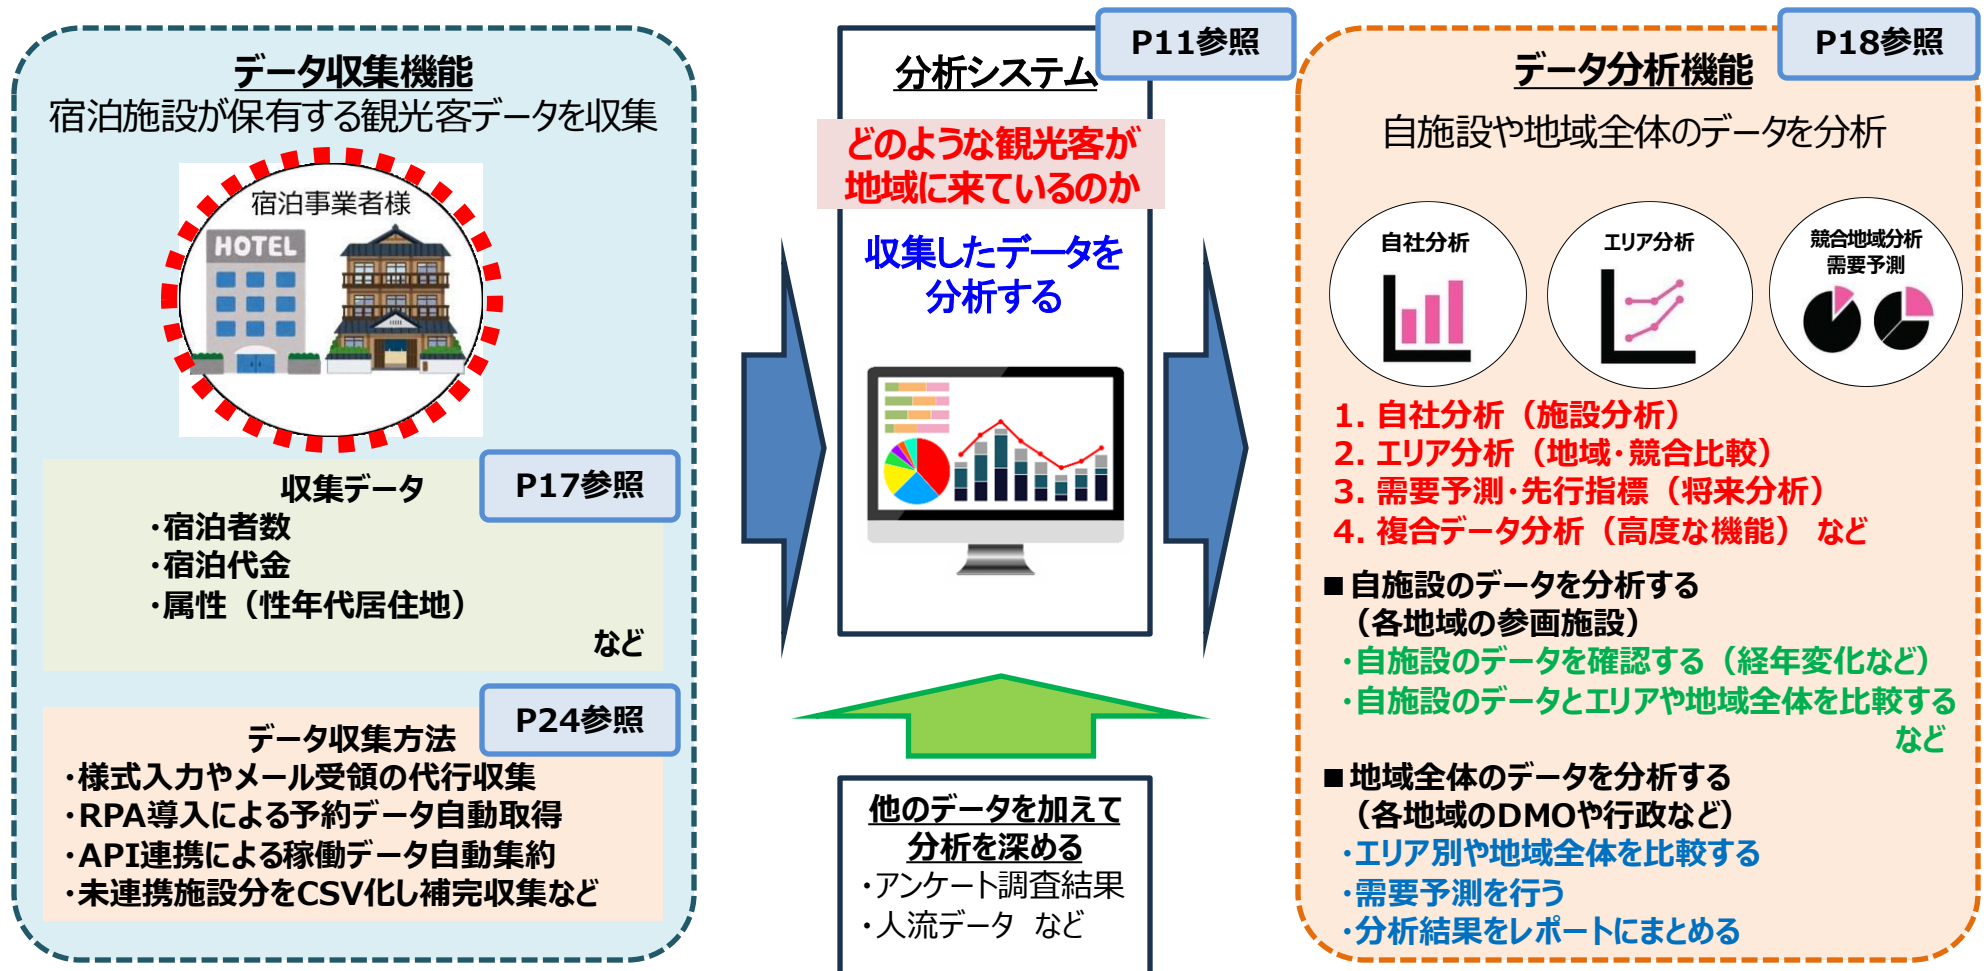 データ収集機能
宿泊施設が保有する観光客データを収集
宿泊事業者様
HOTEL
収集データ
P17参照
・宿泊者数
・宿泊代金
・属性（性年代居住地）
など
データ収集方法
P24参照
・様式入力やメール受領の代行収集
・RPA導入による予約データ自動取得
・API連携による稼働データ自動集約
・未連携施設分をCSV化し補完収集など
分析システム
P11参照
どのような観光客が
地域に来ているのか
収集したデータを
分析する
他のデータを加えて
分析を深める
・アンケート調査結果
・人流データ など
データ分析機能
P18参照
自施設や地域全体のデータを分析
自社分析
エリア分析
競合地域分析
需要予測
1. 自社分析（施設分析）
2. エリア分析（地域・競合比較）
3. 需要予測・先行指標（将来分析）
4. 複合データ分析（高度な機能） など
■自施設のデータを分析する
（各地域の参画施設）
・自施設のデータを確認する（経年変化など）
・自施設のデータとエリアや地域全体を比較する
など
■地域全体のデータを分析する
（各地域のDMOや行政など）
・エリア別や地域全体を比較する
・需要予測を行う
・分析結果をレポートにまとめる